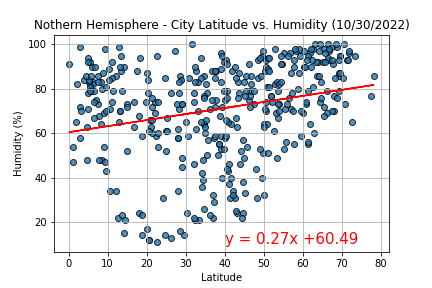 Nothern Hemisphere - City Latitude vs. Humidity (10/30/2022)
100
80
60
40
20
Humidity (%)
y = 0.27x +60.49
0 10 20 30 40 50 60 70 80
Latitude